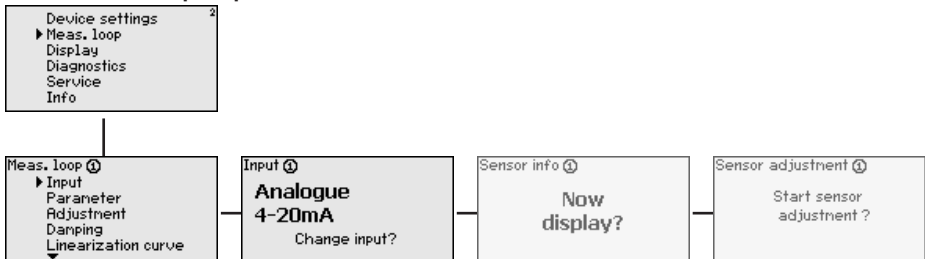 Device settings
2
Meas. loop
Display
Diagnostics
Service
Info
Meas. loop ①
Input
Parameter
Adjustment
Damping
Linearization curve
Input ①
Analogue
4-20mA
Change input?
Sensor info ①
Now
display?
Sensor adjustment ①
Start sensor
adjustment ?